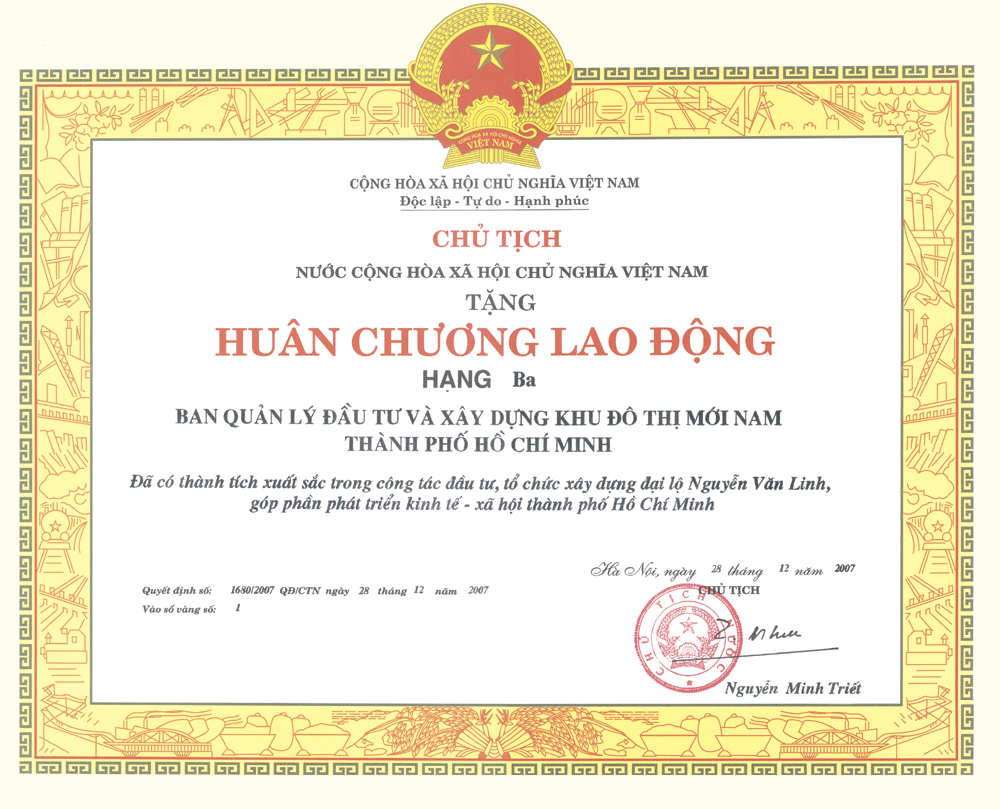 CỘNG HÒA XÃ HỘI CHỦ NGHĨA
VIỆT NAM
CỘNG HÒA XÃ HỘI CHỦ NGHĨA VIỆT NAM
Độc lập - Tự do - Hạnh phúc
CHỦ TỊCH
NƯỚC CỘNG HÒA XÃ HỘI CHỦ NGHĨA VIỆT NAM
TẶNG
HUÂN CHƯƠNG LAO ĐỘNG
HẠNG Ba
BAN QUẢN LÝ ĐẦU TƯ VÀ XÂY DỰNG KHU ĐÔ THỊ MỚI NAM
THÀNH PHỐ HỒ CHÍ MINH
Đã có thành tích xuất sắc trong công tác đầu tư, tổ chức xây dựng đại lộ Nguyễn Văn Linh,
góp phần phát triển kinh tế - xã hội thành phố Hồ Chí Minh
Hà Nội, ngày 28 tháng 12 năm 2007
CHỦ TỊCH
Quyết định số: 1680/2007 QĐ/CTN ngày 28 tháng 12 năm 2007
Vào sổ vàng số: 1
CHỦ TỊCH NƯỚC
Nguyễn Minh Triết